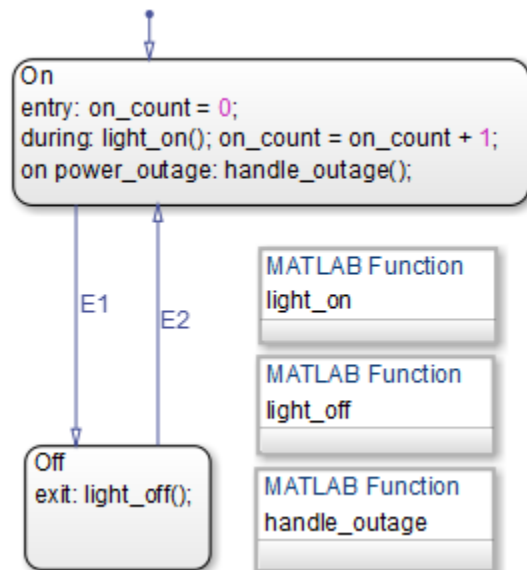 On
entry: on_count = 0;
during: light_on(); on_count = on_count + 1;
on power_outage: handle_outage();
E1
E2
MATLAB Function
light_on
MATLAB Function
light_off
MATLAB Function
handle_outage
Off
exit: light_off();